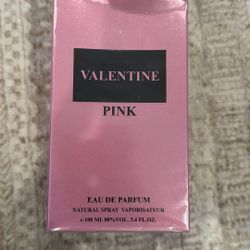 VALENTINE
PINK
EAU DE PARFUM
NATURAL SPRAY VAPORISATEUR
e 100 ML 80%VOL. 3.4 FL.OZ.